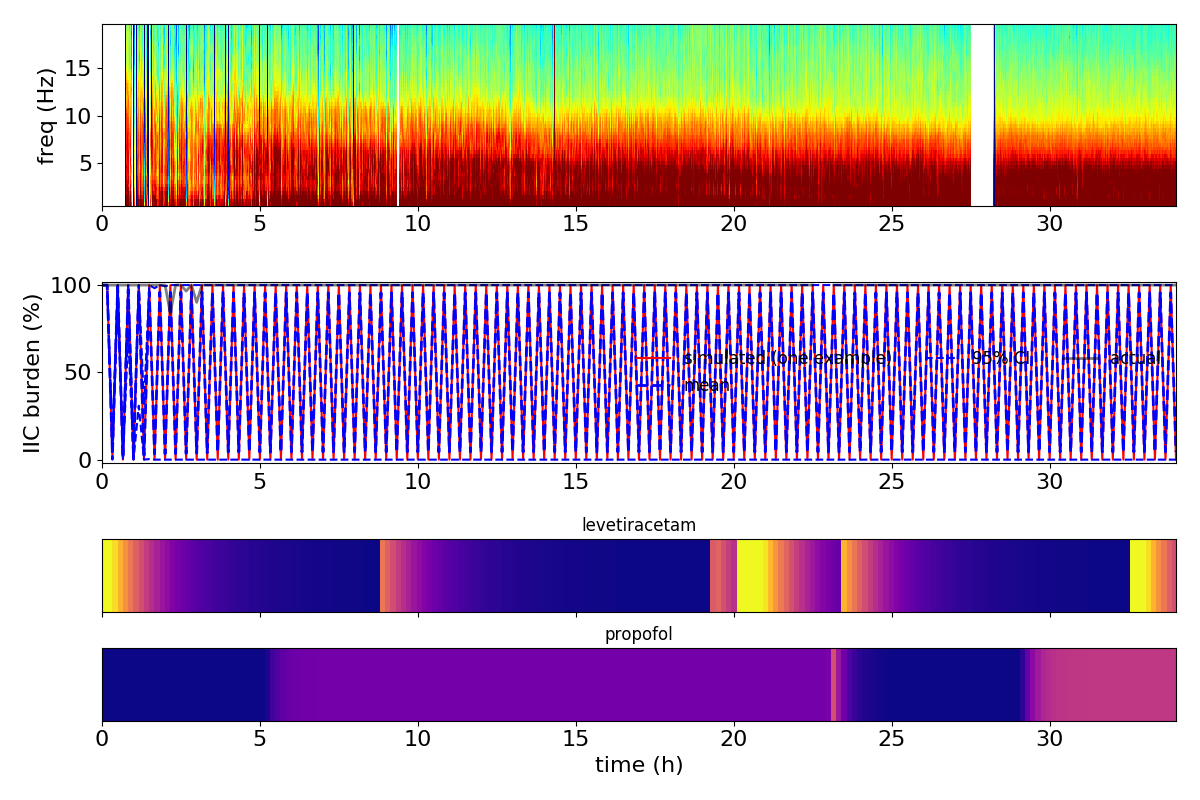 freq (Hz)
15
10
5
0 5 10 15 20 25 30
IIC burden (%)
100
50
0
simulated (one example) 95% CI actual
mean
0 5 10 15 20 25 30
levetiracetam
propofol
0 5 10 15 20 25 30
time (h)